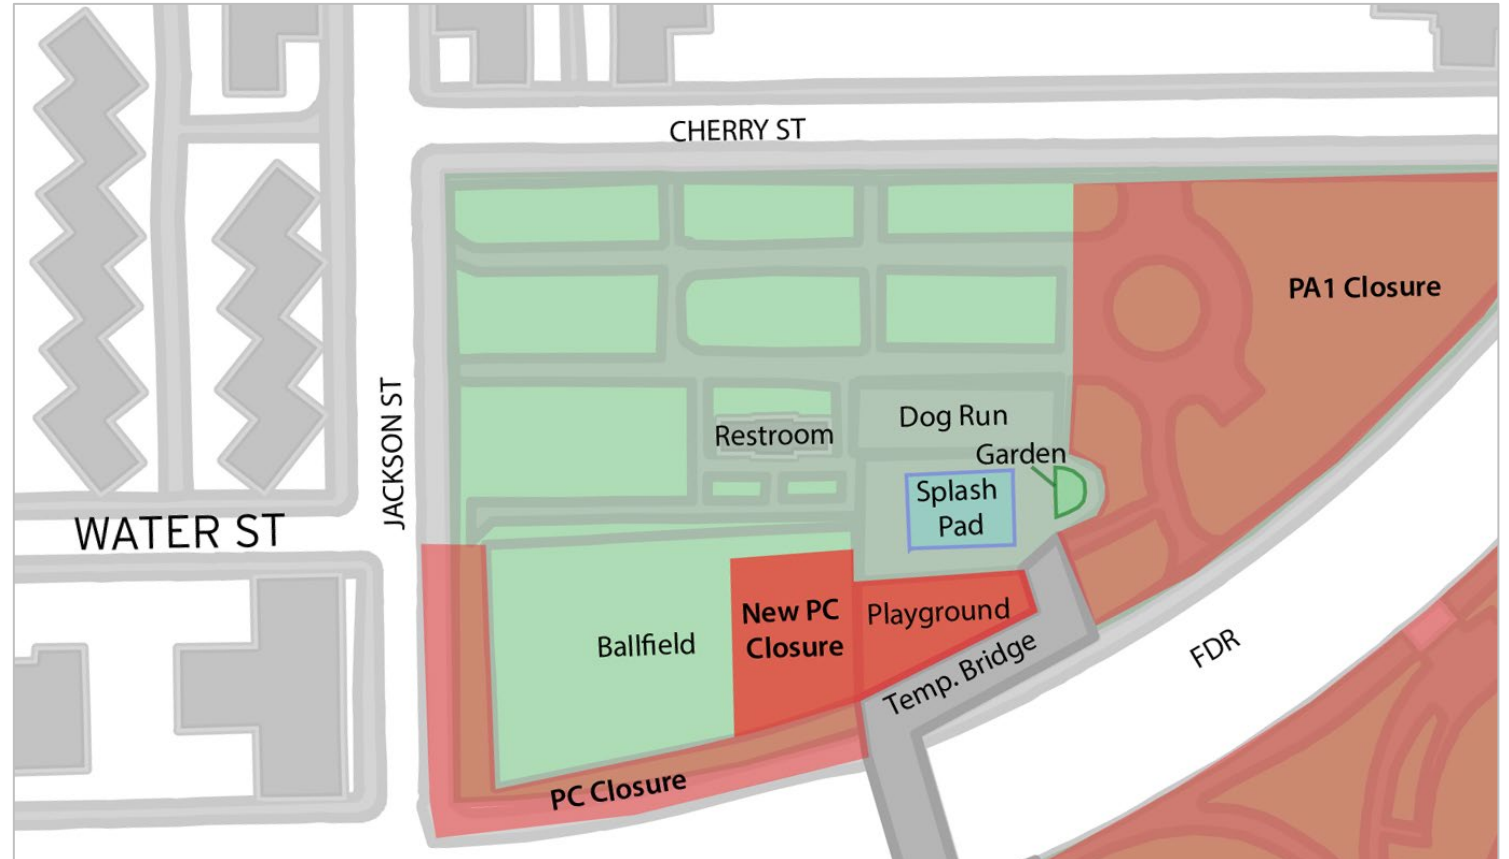 CHERRY ST
PA1 Closure
JACKSON ST
Dog Run
Restroom
Garden
Splash
Pad
WATER ST
New PC
Closure
Playground
Ballfield
Temp. Bridge
FDR
PC Closure